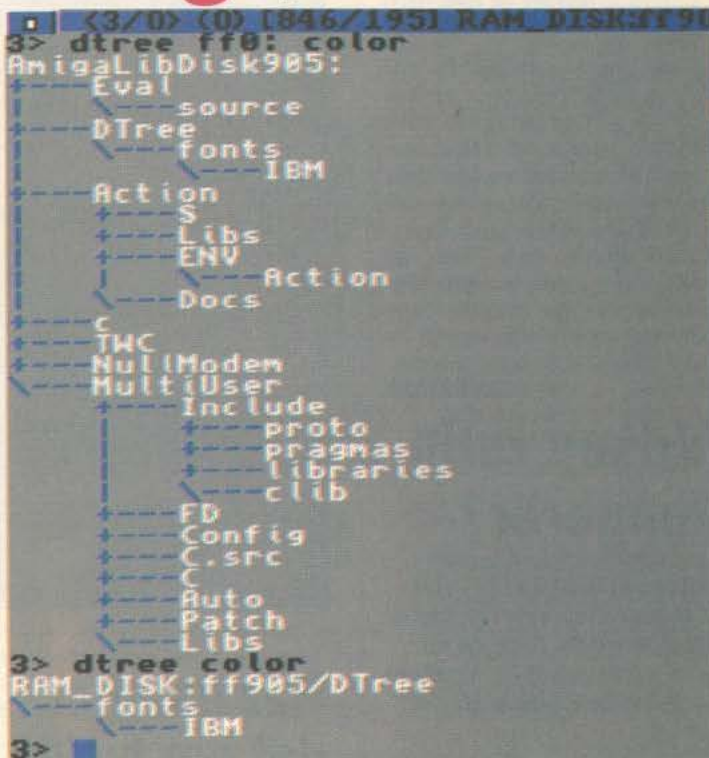 <3/0> (0) [846/195] RAM_DISK:ff90
3> dtree ff0: color
AmigaLibDisk905:
+----Eval
|    \----source
+----DTree
|    \----fonts
|         \----IBM
+----Action
|    +----S
|    +----Libs
|    +----ENV
|    |    \----Action
|    \----Docs
+----c
+----TWC
+----NullModem
\----MultiUser
     +----Include
     |    +----proto
     |    +----pragmas
     |    +----libraries
     |    \----clib
     +----FD
     +----Config
     +----C.src
     +----C
     +----Auto
     +----Patch
     \----Libs
3> dtree color
RAM_DISK:ff905/DTree
\----fonts
     \----IBM
3>